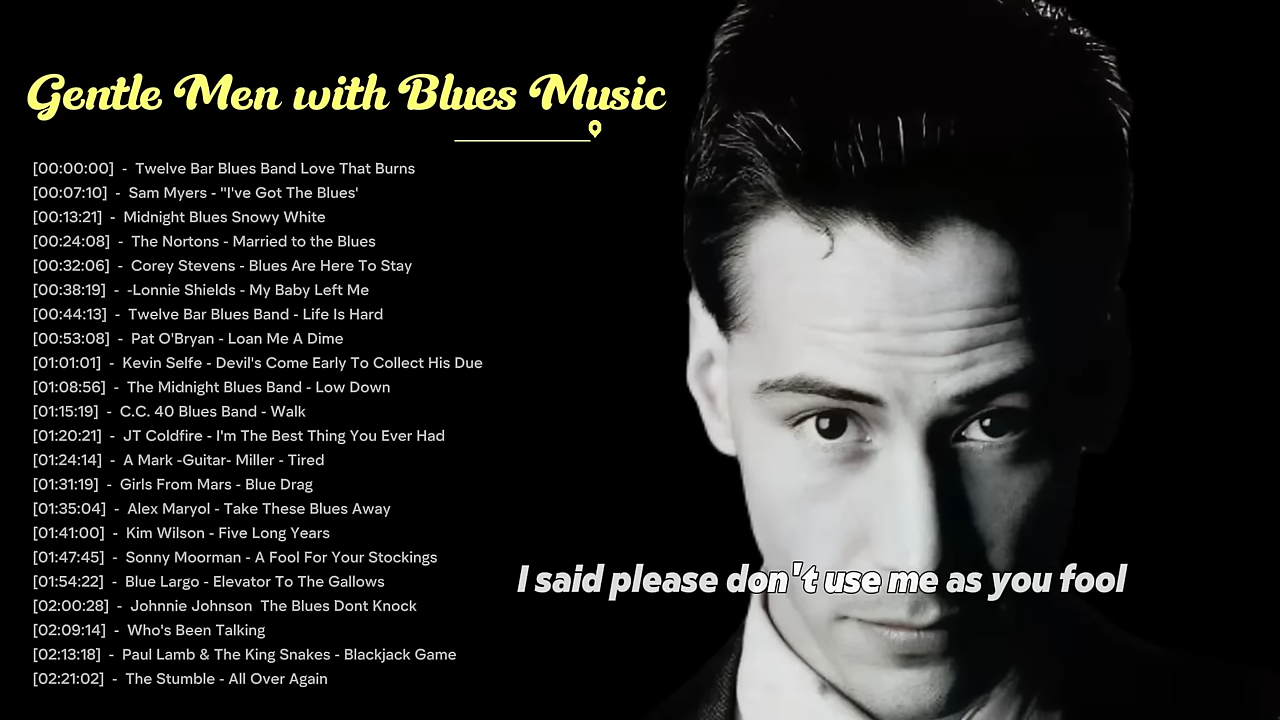 Gentle Men with Blues Music
[00:00:00] - Twelve Bar Blues Band Love That Burns
[00:07:10] - Sam Myers - "I've Got The Blues'
[00:13:21] - Midnight Blues Snowy White
[00:24:08] - The Nortons - Married to the Blues
[00:32:06] - Corey Stevens - Blues Are Here To Stay
[00:38:19] - -Lonnie Shields - My Baby Left Me
[00:44:13] - Twelve Bar Blues Band - Life Is Hard
[00:53:08] - Pat O'Bryan - Loan Me A Dime
[01:01:01] - Kevin Selfe - Devil's Come Early To Collect His Due
[01:08:56] - The Midnight Blues Band - Low Down
[01:15:19] - C.C. 40 Blues Band - Walk
[01:20:21] - JT Coldfire - I'm The Best Thing You Ever Had
[01:24:14] - A Mark -Guitar- Miller - Tired
[01:31:19] - Girls From Mars - Blue Drag
[01:35:04] - Alex Maryol - Take These Blues Away
[01:41:00] - Kim Wilson - Five Long Years
[01:47:45] - Sonny Moorman - A Fool For Your Stockings
[01:54:22] - Blue Largo - Elevator To The Gallows
[02:00:28] - Johnnie Johnson  The Blues Dont Knock
[02:09:14] - Who's Been Talking
[02:13:18] - Paul Lamb & The King Snakes - Blackjack Game
[02:21:02] - The Stumble - All Over Again
I said please don't use me as you fool